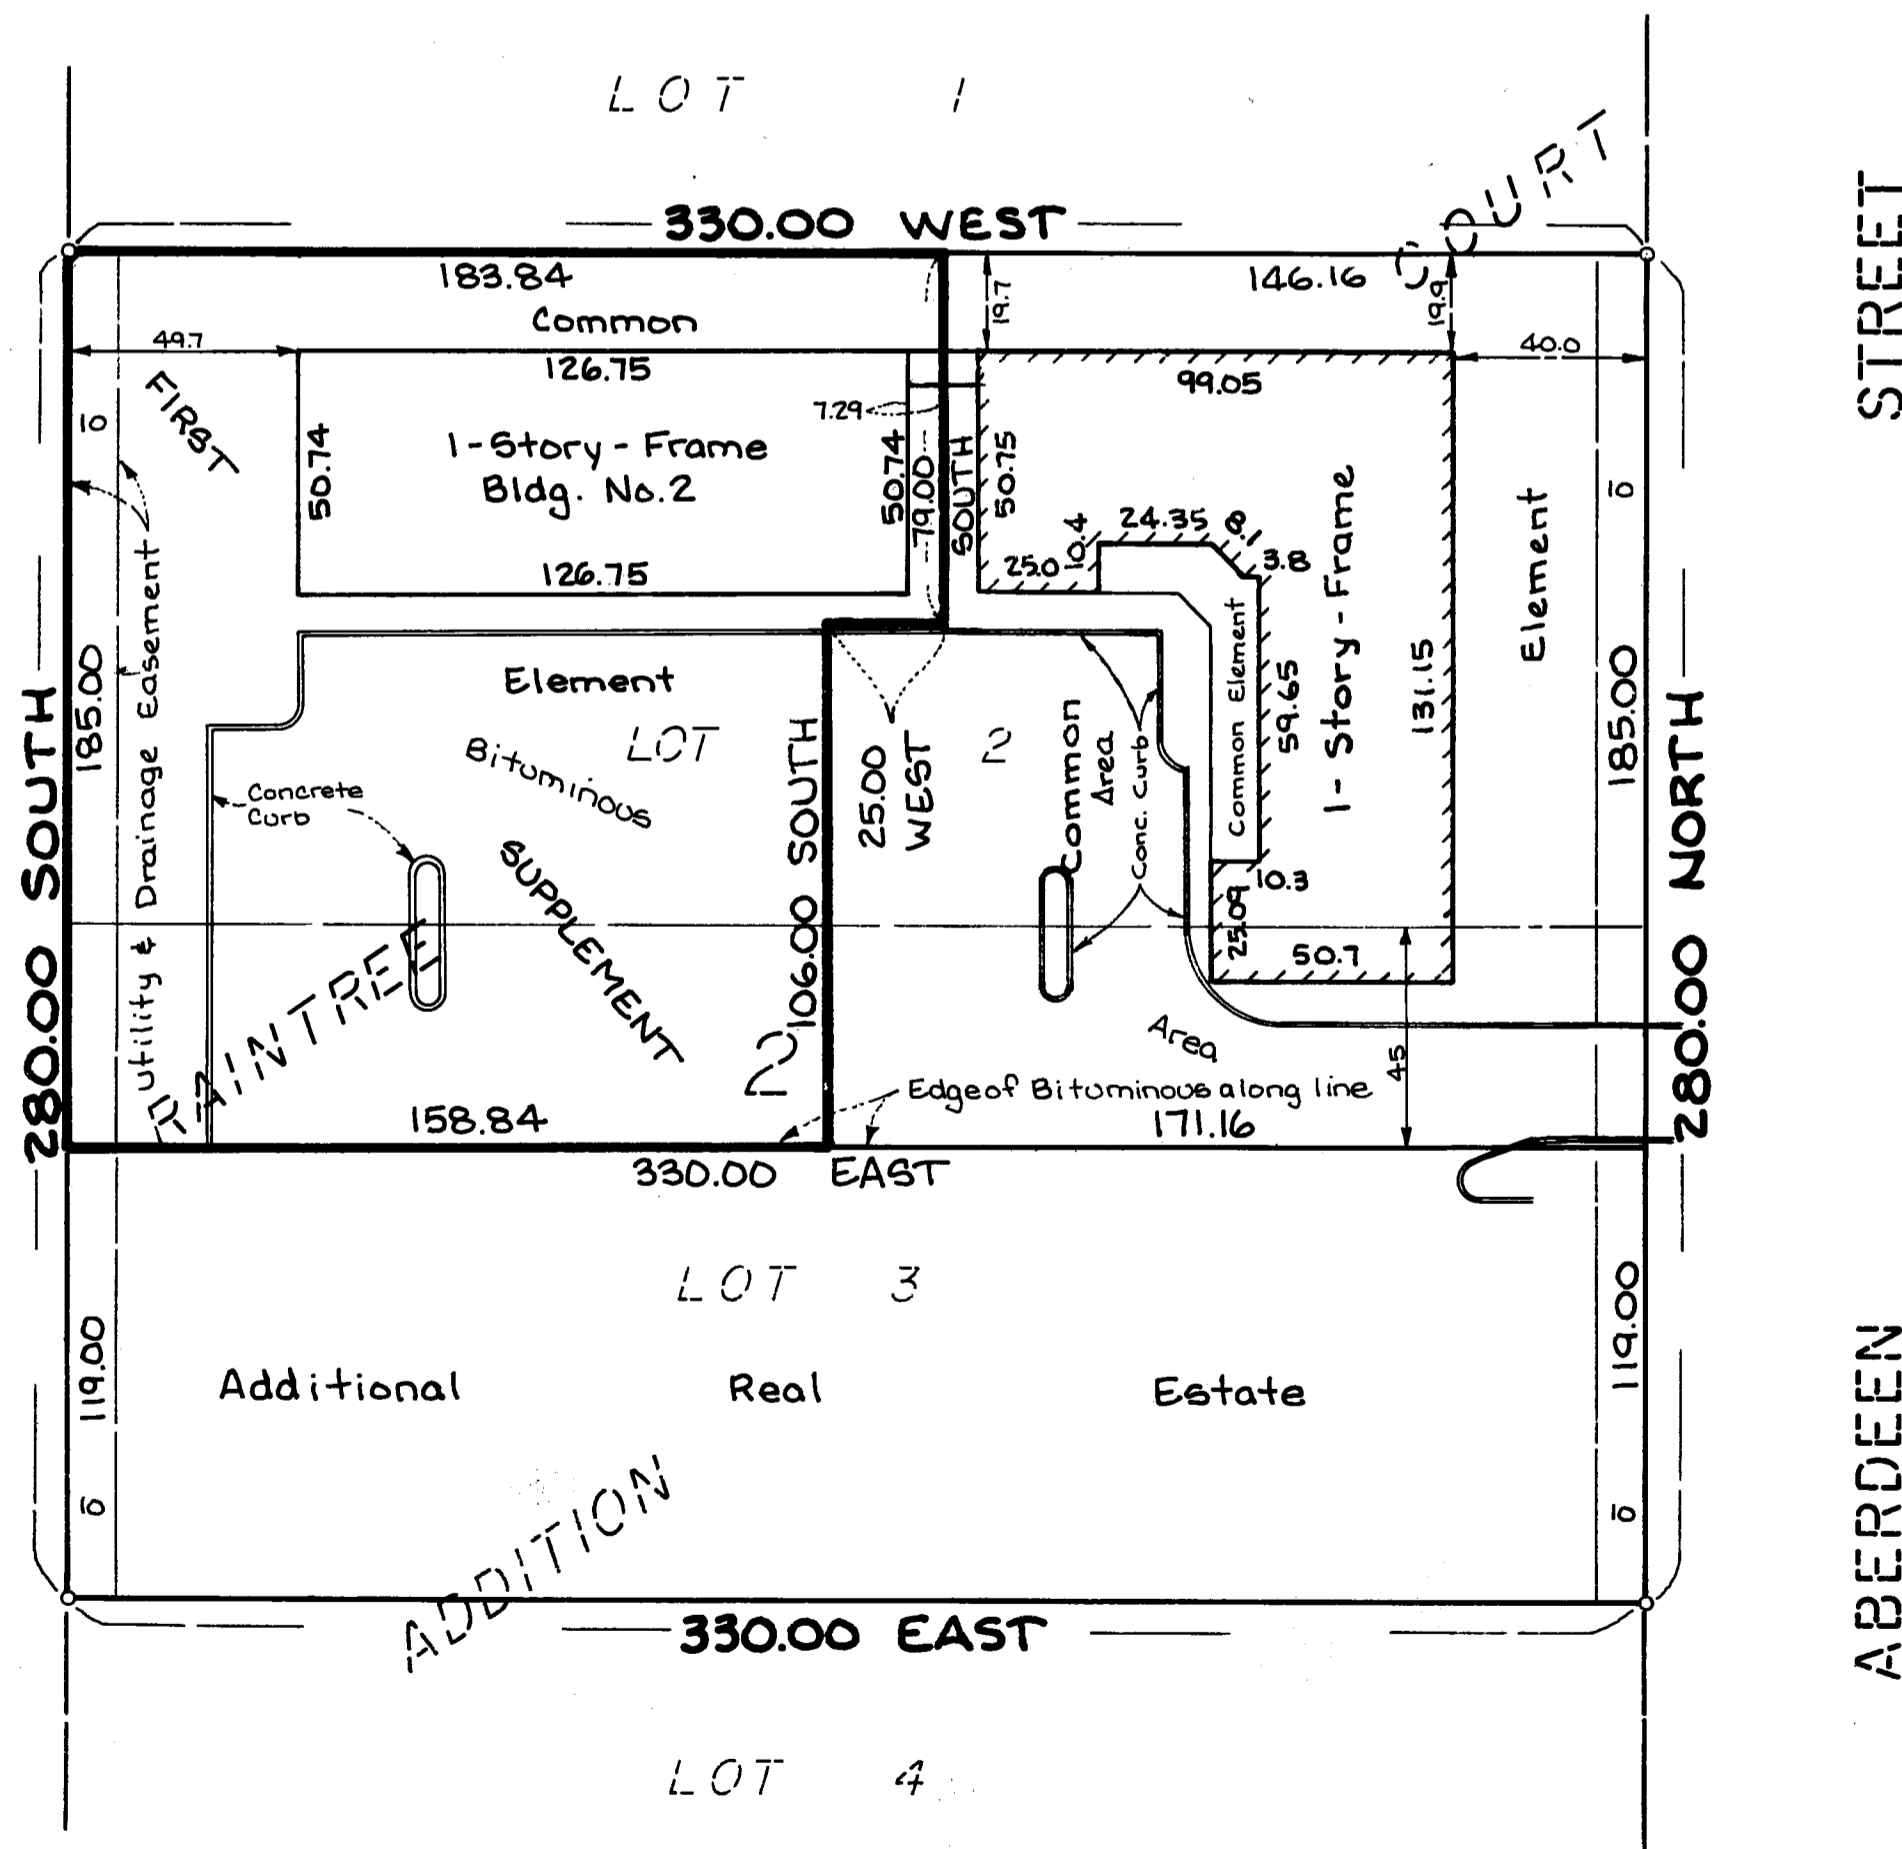 LOT 1
COURT
STREET
330.00 WEST
183.84
146.16
Common
19.7
19.9
49.7
40.0
126.75
99.05
FIRST
10
7.29
1-Story-Frame
Bldg. No.2
50.74
50.74
79.00
SOUTH
50.75
10
24.35
8.1
10.4
3.8
25.0
126.75
1-Story-Frame
Element
Common Element
59.65
131.15
185.00
Utility & Drainage Easement
Element
LOT 2
Bituminous
Concrete
Curb
25.00
WEST
Common
Area
Conc. Curb
185.00
280.00 SOUTH
280.00 NORTH
106.00 SOUTH
SUPPLEMENT
2
RAINTREE
10.3
25.09
50.7
Area
45
Edge of Bituminous along line
158.84
171.16
330.00 EAST
LOT 3
119.00
119.00
Additional Real Estate
10
10
ADDITION
330.00 EAST
ABERDEEN
LOT 4